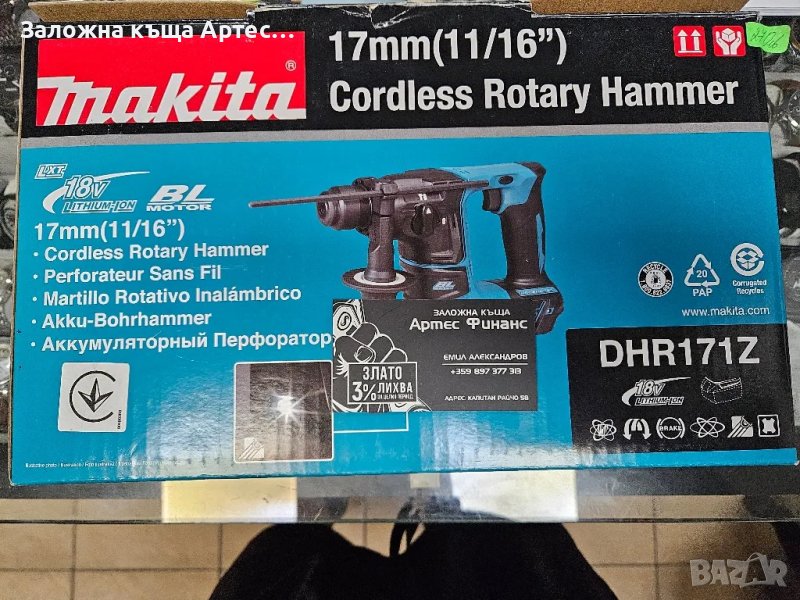 Заложна къща Артес...
makita®
17mm(11/16”)
Cordless Rotary Hammer
LXT
18V
LITHIUM-ION
BL
MOTOR
17mm(11/16”)
· Cordless Rotary Hammer
· Perforateur Sans Fil
· Martillo Rotativo Inalámbrico
· Akku-Bohrhammer
· Аккумуляторный Перфоратор
ЗАЛОЖНА КЪЩА
Артес Финанс
ЕМИЛ АЛЕКСАНДРОВ
+359 897 377 313
АДРЕС КАПИТАН РАЙЧО 58
ЗЛАТО
3% ЛИХВА
RECYCLE
20
PAP
Corrugated
Recycles
www.makita.com
DHR171Z
18V
LITHIUM-ION
BRAKE
BAZAR